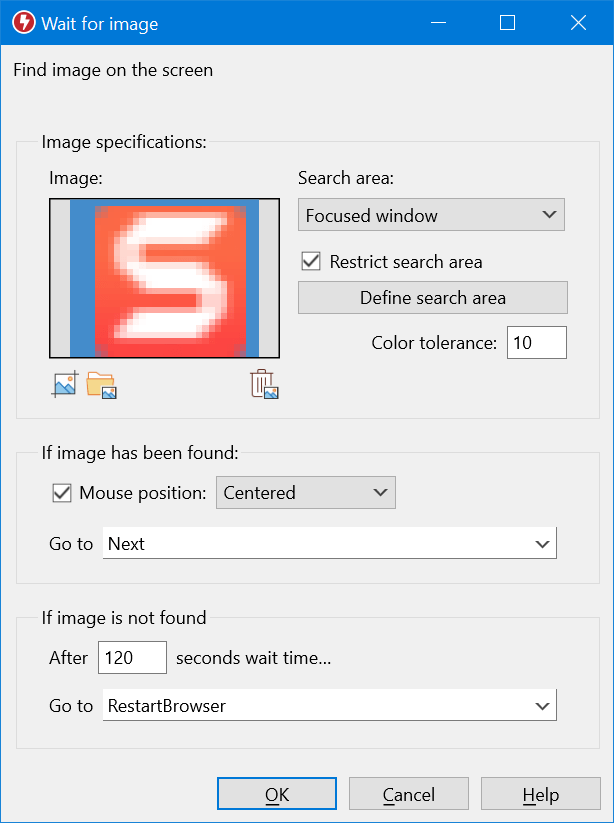 Wait for image
Find image on the screen
Image specifications:
Image:
Search area:
Focused window
Restrict search area
Define search area
Color tolerance: 10
If image has been found:
Mouse position: Centered
Go to Next
If image is not found
After 120 seconds wait time...
Go to RestartBrowser
OK Cancel Help